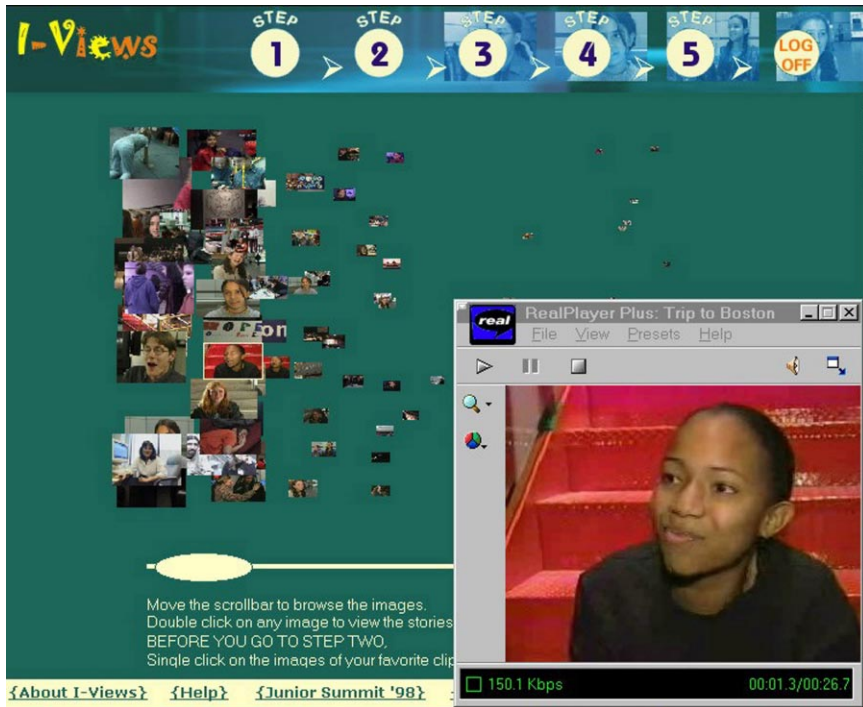 I-Views
STEP 1
STEP 2
STEP 3
STEP 4
STEP 5
LOG OFF
real
RealPlayer Plus: Trip to Boston
File View Presets Help
Move the scrollbar to browse the images.
Double click on any image to view the stories
BEFORE YOU GO TO STEP TWO,
Single click on the images of your favorite clip
150.1 Kbps
00:01.3/00:26.7
{About I-Views} {Help} {Junior Summit '98}